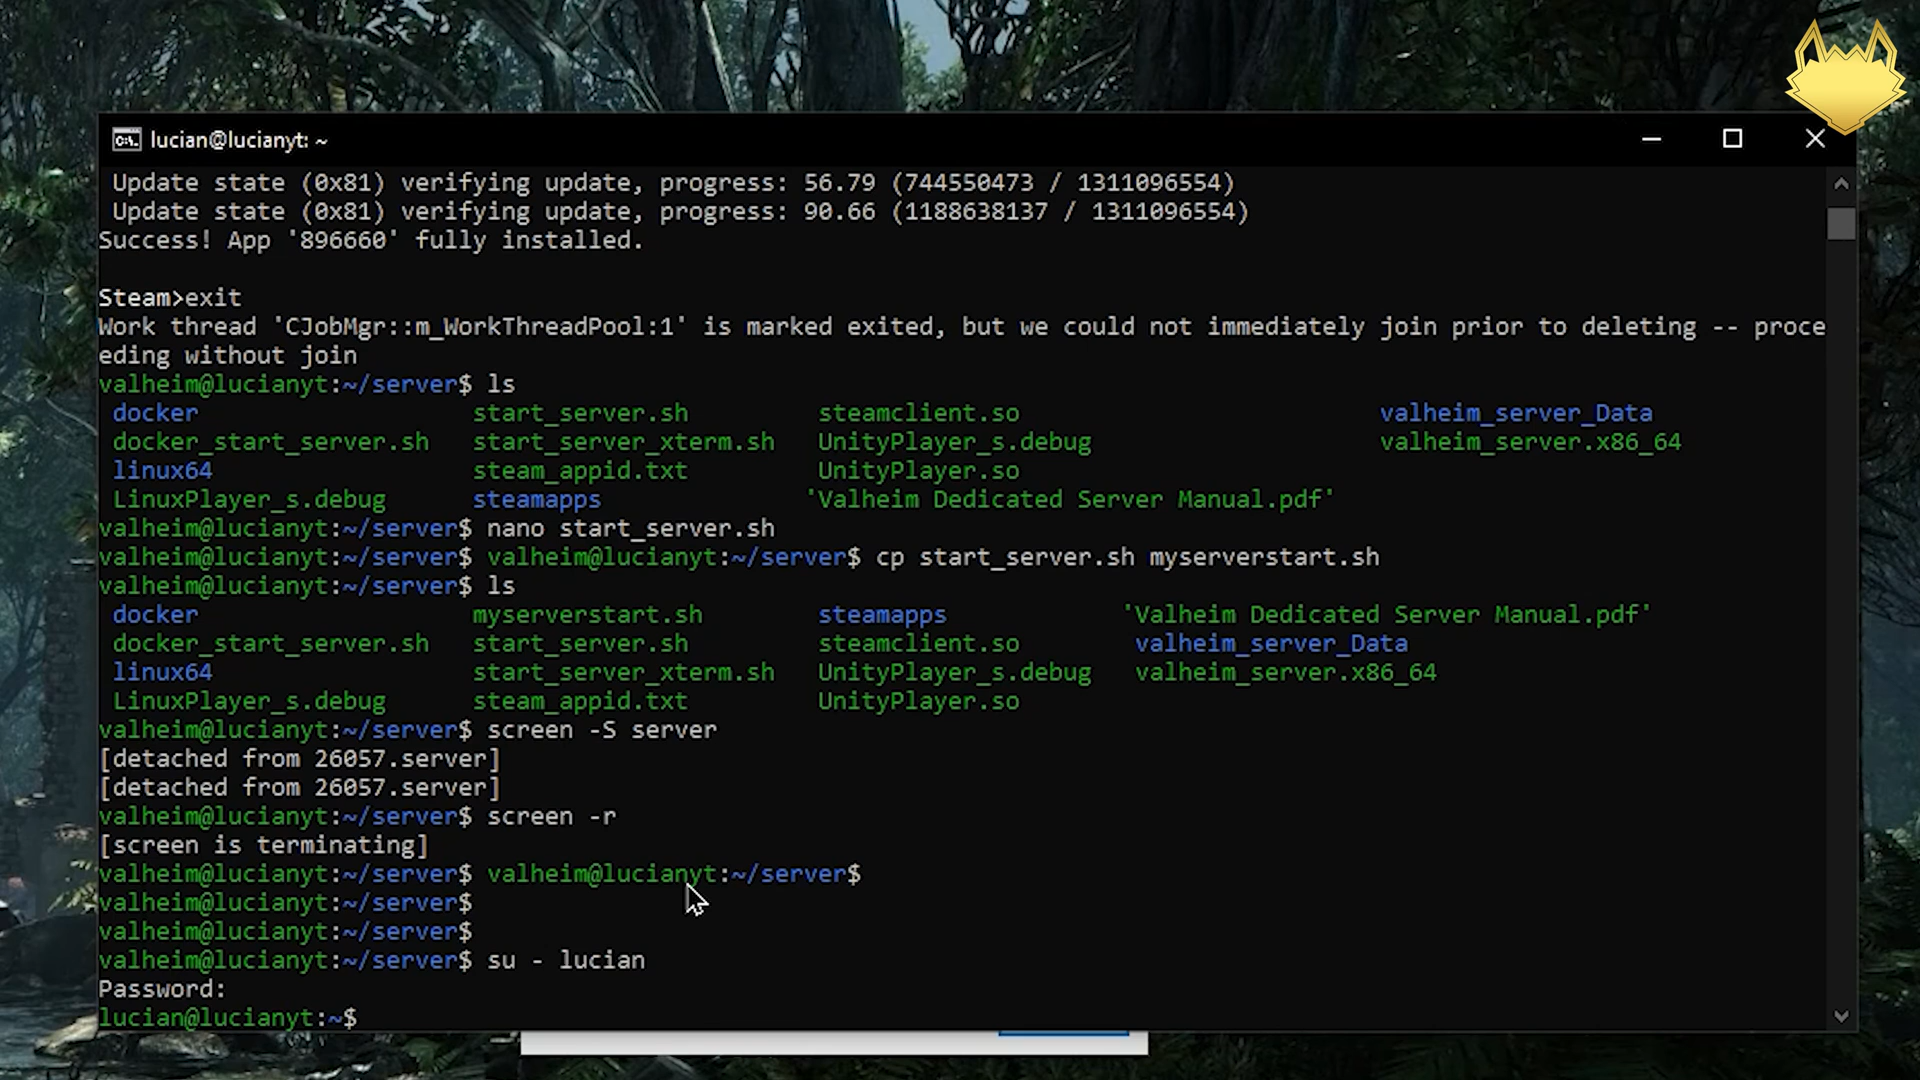 lucian@lucianyt: ~
Update state (0x81) verifying update, progress: 56.79 (744550473 / 1311096554)
Update state (0x81) verifying update, progress: 90.66 (1188638137 / 1311096554)
Success! App '896660' fully installed.
Steam>exit
Work thread 'CJobMgr::m_WorkThreadPool:1' is marked exited, but we could not immediately join prior to deleting -- proce
eding without join
valheim@lucianyt:~/server$ ls
docker start_server.sh steamclient.so valheim_server_Data
docker_start_server.sh start_server_xterm.sh UnityPlayer_s.debug valheim_server.x86_64
linux64 steam_appid.txt UnityPlayer.so
LinuxPlayer_s.debug steamapps 'Valheim Dedicated Server Manual.pdf'
valheim@lucianyt:~/server$ nano start_server.sh
valheim@lucianyt:~/server$ valheim@lucianyt:~/server$ cp start_server.sh myserverstart.sh
valheim@lucianyt:~/server$ ls
docker myserverstart.sh steamapps 'Valheim Dedicated Server Manual.pdf'
docker_start_server.sh start_server.sh steamclient.so valheim_server_Data
linux64 start_server_xterm.sh UnityPlayer_s.debug valheim_server.x86_64
LinuxPlayer_s.debug steam_appid.txt UnityPlayer.so
valheim@lucianyt:~/server$ screen -S server
[detached from 26057.server]
[detached from 26057.server]
valheim@lucianyt:~/server$ screen -r
[screen is terminating]
valheim@lucianyt:~/server$ valheim@lucianyt:~/server$
valheim@lucianyt:~/server$
valheim@lucianyt:~/server$
valheim@lucianyt:~/server$ su - lucian
Password:
lucian@lucianyt:~$